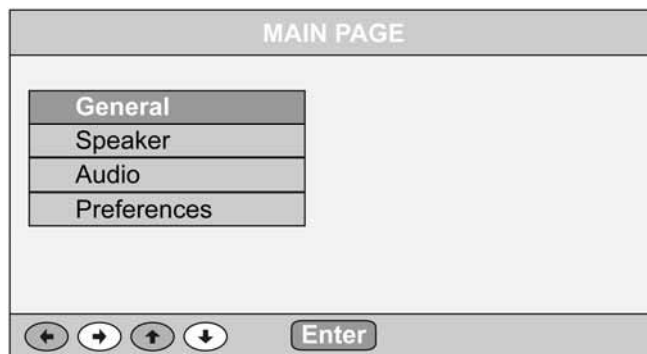 MAIN PAGE
General
Speaker
Audio
Preferences
Enter